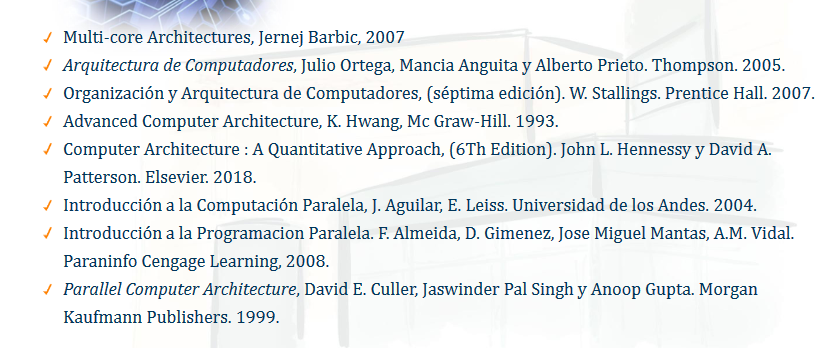 ✓ Multi-core Architectures, Jernej Barbic, 2007
✓ Arquitectura de Computadores, Julio Ortega, Mancia Anguita y Alberto Prieto. Thompson. 2005.
✓ Organización y Arquitectura de Computadores, (séptima edición). W. Stallings. Prentice Hall. 2007.
✓ Advanced Computer Architecture, K. Hwang, Mc Graw-Hill. 1993.
✓ Computer Architecture : A Quantitative Approach, (6Th Edition). John L. Hennessy y David A.
Patterson. Elsevier. 2018.
✓ Introducción a la Computación Paralela, J. Aguilar, E. Leiss. Universidad de los Andes. 2004.
✓ Introducción a la Programacion Paralela. F. Almeida, D. Gimenez, Jose Miguel Mantas, A.M. Vidal.
Paraninfo Cengage Learning, 2008.
✓ Parallel Computer Architecture, David E. Culler, Jaswinder Pal Singh y Anoop Gupta. Morgan
Kaufmann Publishers. 1999.